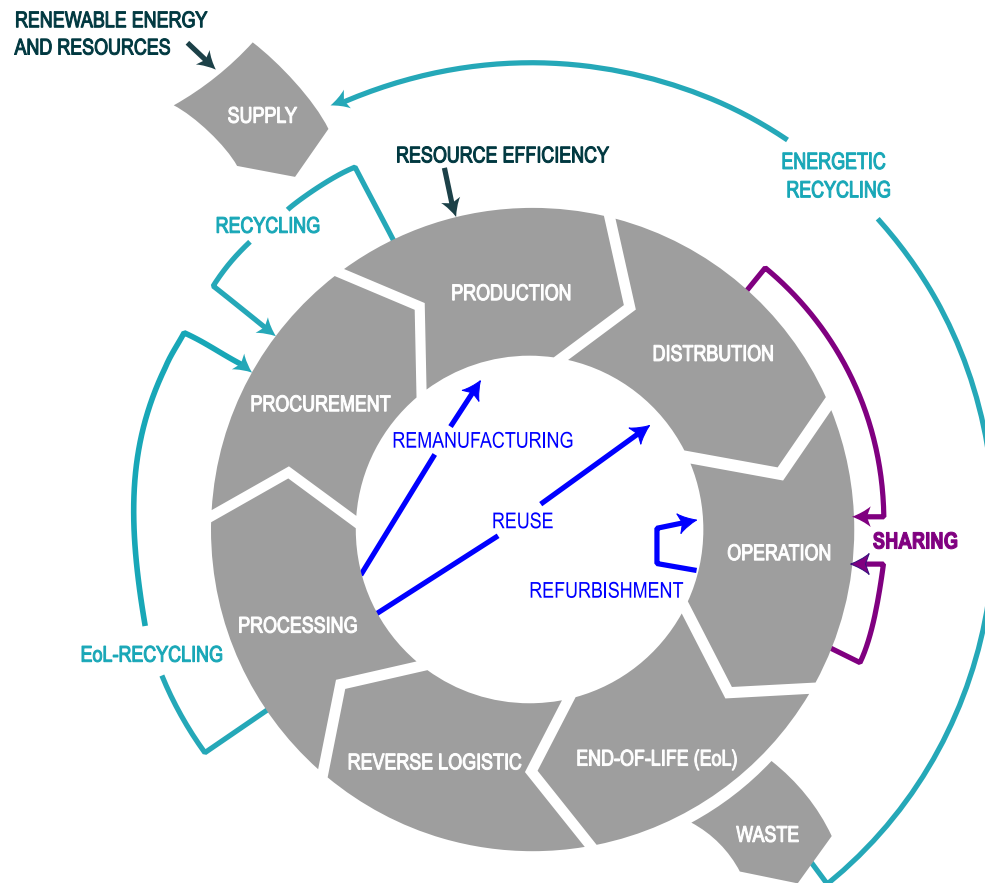 RENEWABLE ENERGY
AND RESOURCES
SUPPLY
RESOURCE EFFICIENCY
ENERGETIC
RECYCLING
RECYCLING
PRODUCTION
DISTRBUTION
PROCUREMENT
REMANUFACTURING
REUSE
OPERATION
SHARING
REFURBISHMENT
PROCESSING
EoL-RECYCLING
REVERSE LOGISTIC
END-OF-LIFE (EoL)
WASTE